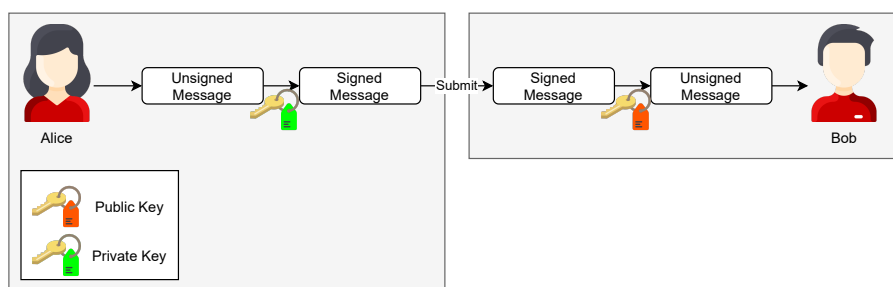 Unsigned
Message
Signed
Message
Submit
Signed
Message
Unsigned
Message
Alice
Bob
Public Key
Private Key